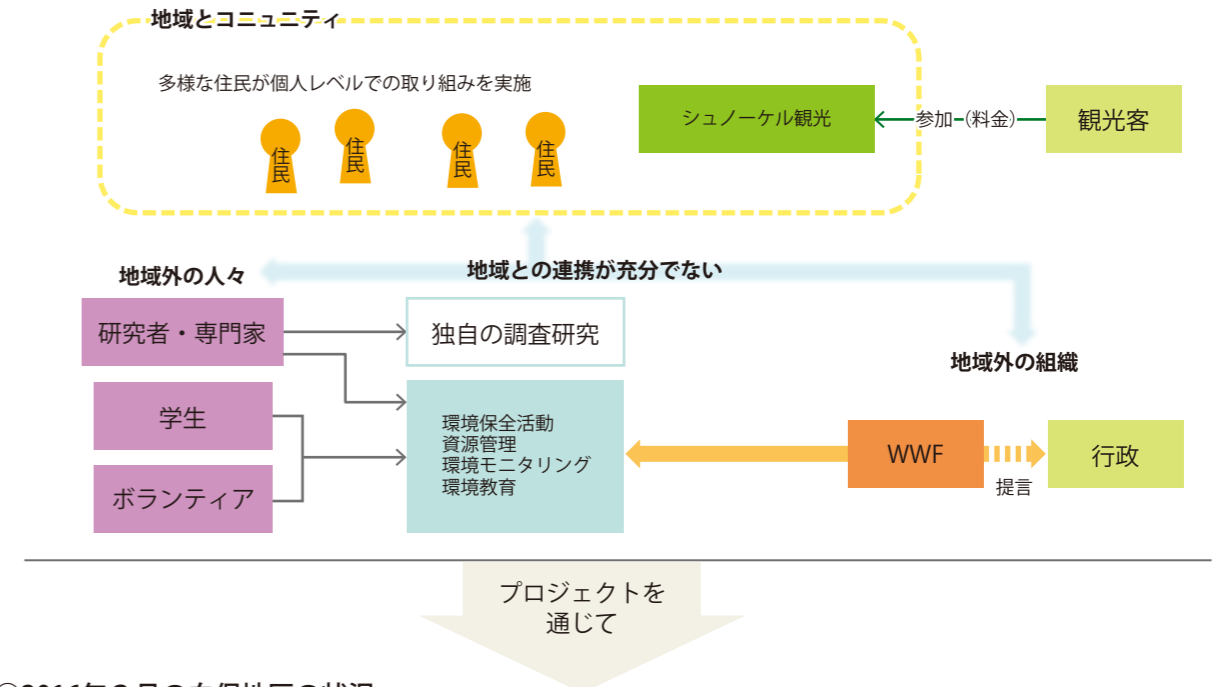 地域とコニュニティ
多様な住民が個人レベルでの取り組みを実施
住民
住民
住民
住民
シュノーケル観光
参加（料金）
観光客
地域外の人々
地域との連携が充分でない
研究者・専門家
独自の調査研究
地域外の組織
学生
環境保全活動
資源管理
環境モニタリング
環境教育
WWF
行政
提言
ボランティア
プロジェクトを
通じて